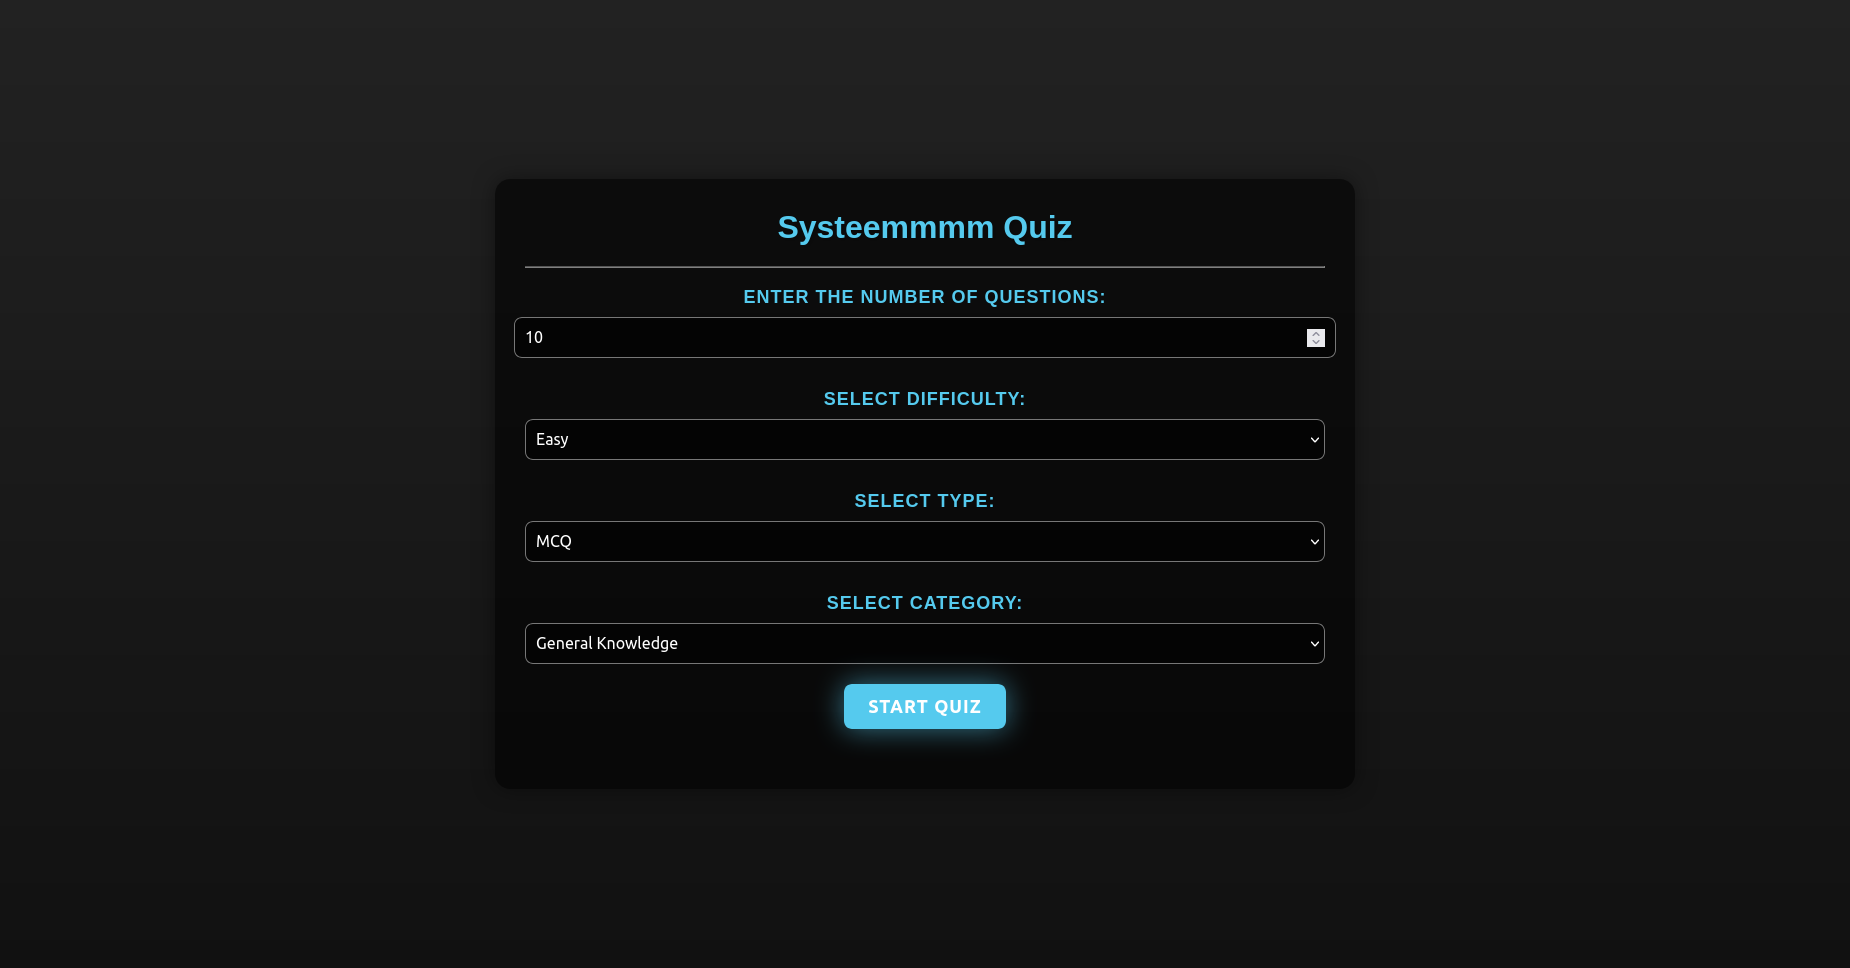 Systeemmmm Quiz
ENTER THE NUMBER OF QUESTIONS:
10
SELECT DIFFICULTY:
Easy
SELECT TYPE:
MCQ
SELECT CATEGORY:
General Knowledge
START QUIZ